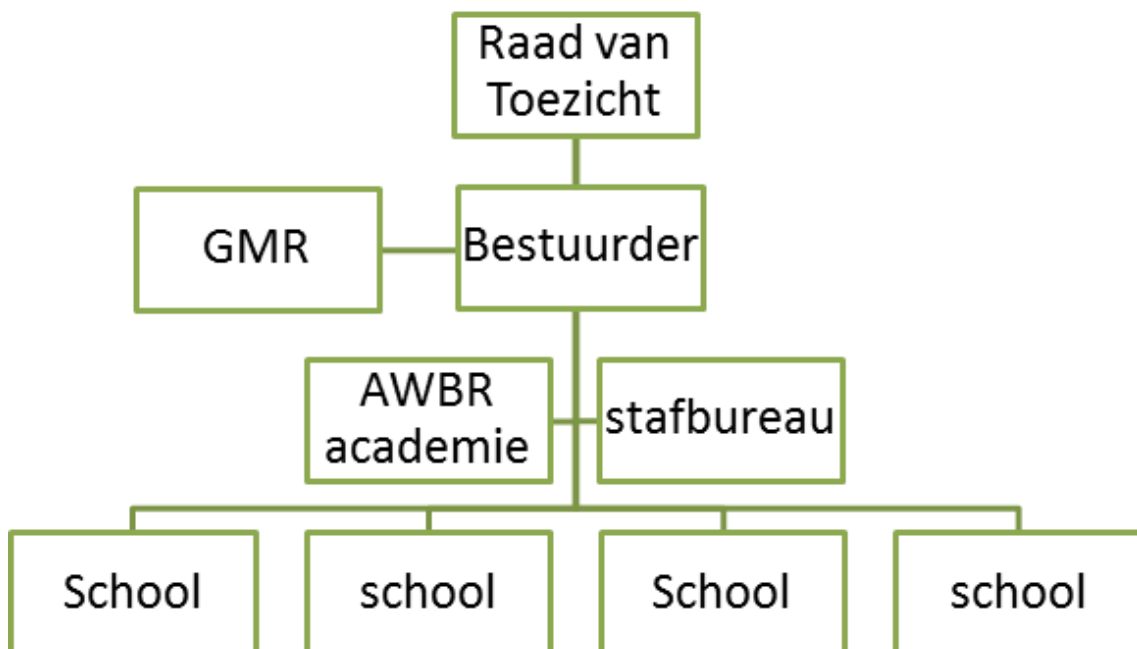 Raad van
Toezicht
GMR
Bestuurder
AWBR
academie
stafbureau
School
school
School
school